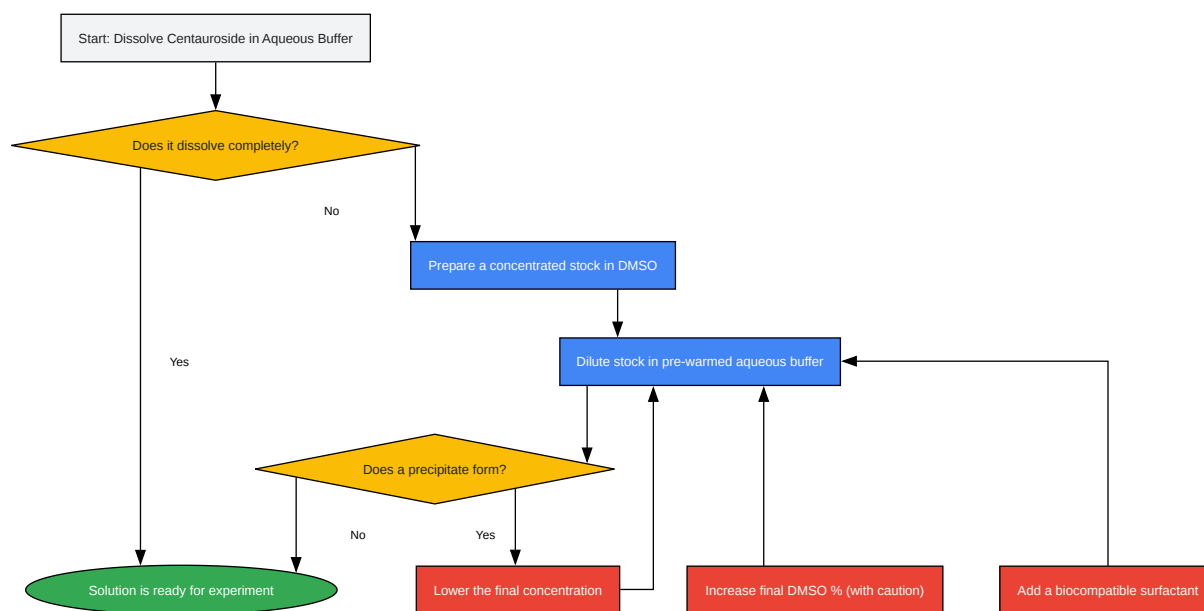 Start: Dissolve Centauroside in Aqueous Buffer
Does it dissolve completely?
No
Prepare a concentrated stock in DMSO
Yes
Dilute stock in pre-warmed aqueous buffer
Does a precipitate form?
No
Yes
Solution is ready for experiment
Lower the final concentration
Increase final DMSO % (with caution)
Add a biocompatible surfactant